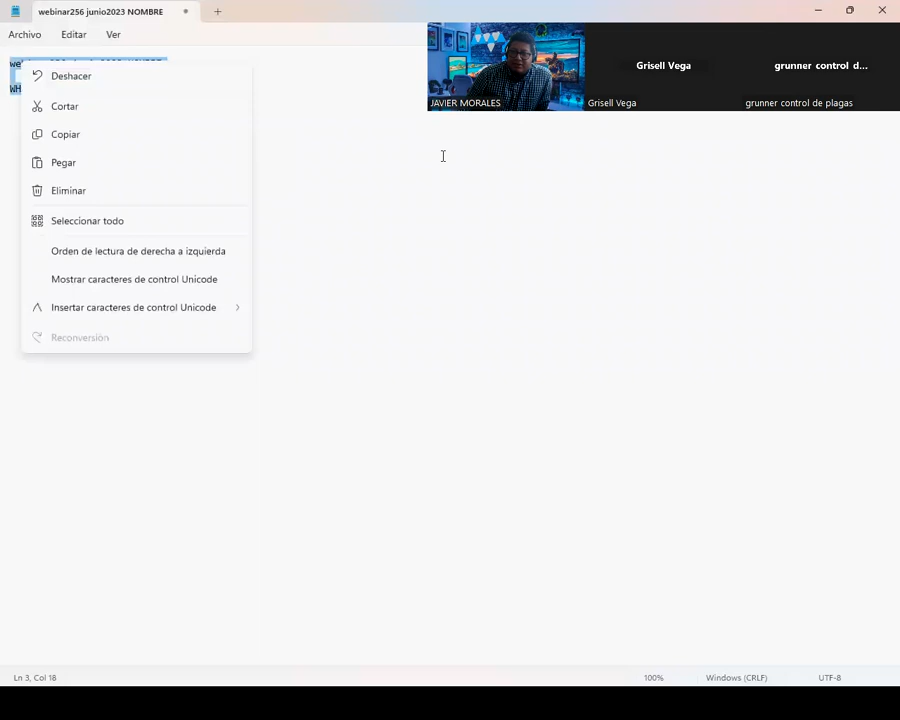 webinar256 junio2023 NOMBRE
Archivo Editar Ver
we
WH
Deshacer
Cortar
Copiar
Pegar
Eliminar
Seleccionar todo
Orden de lectura de derecha a izquierda
Mostrar caracteres de control Unicode
Insertar caracteres de control Unicode
Reconversión
JAVIER MORALES
Grisell Vega
Grisell Vega
grunner control d...
grunner control de plagas
Ln 3, Col 18
100%
Windows (CRLF)
UTF-8